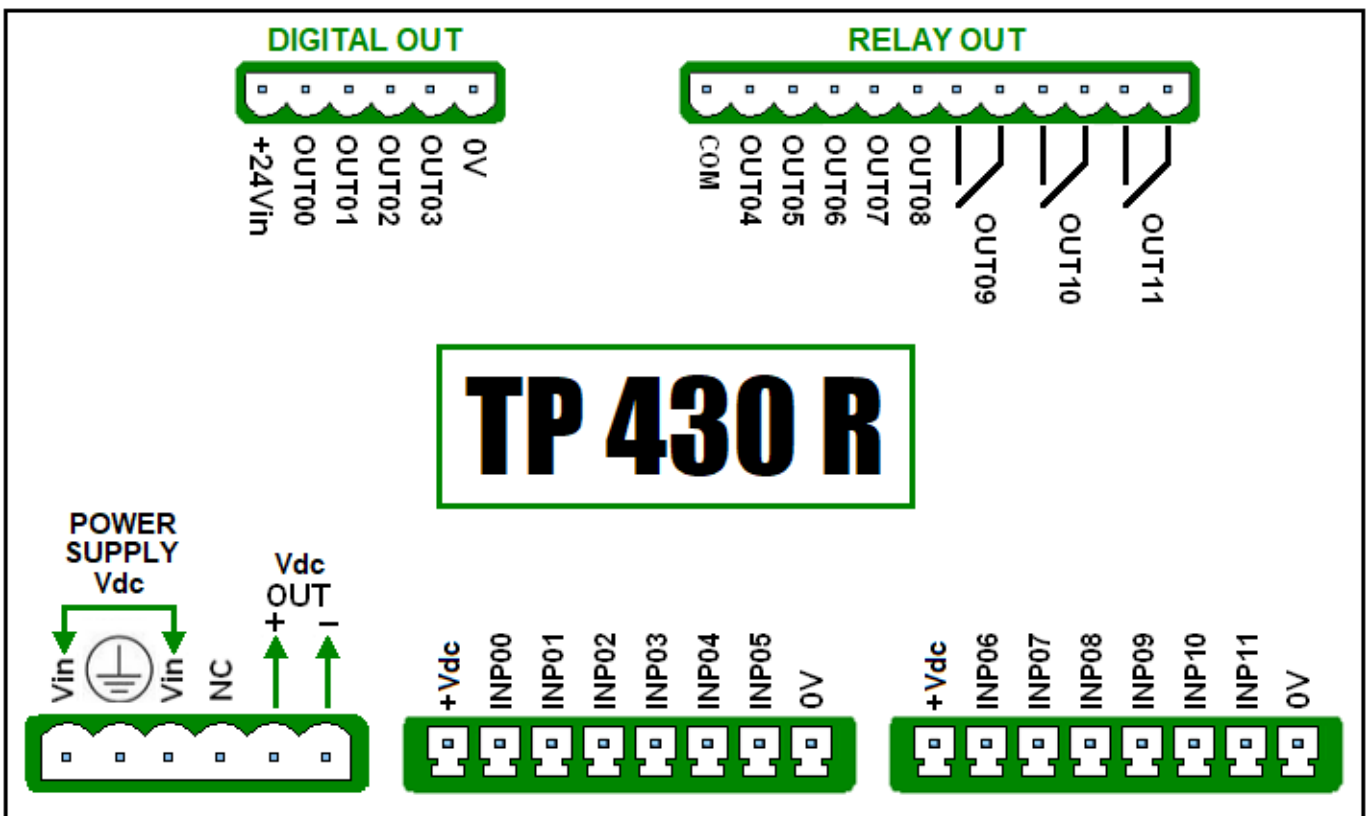 DIGITAL OUT
RELAY OUT
+24Vin
OUT00
OUT01
OUT02
OUT03
0V
COM
OUT04
OUT05
OUT06
OUT07
OUT08
OUT09
OUT10
OUT11
TP 430 R
POWER
SUPPLY
Vdc
Vdc
OUT
+
−
Vin
Vin
NC
+Vdc
INP00
INP01
INP02
INP03
INP04
INP05
0V
+Vdc
INP06
INP07
INP08
INP09
INP10
INP11
0V